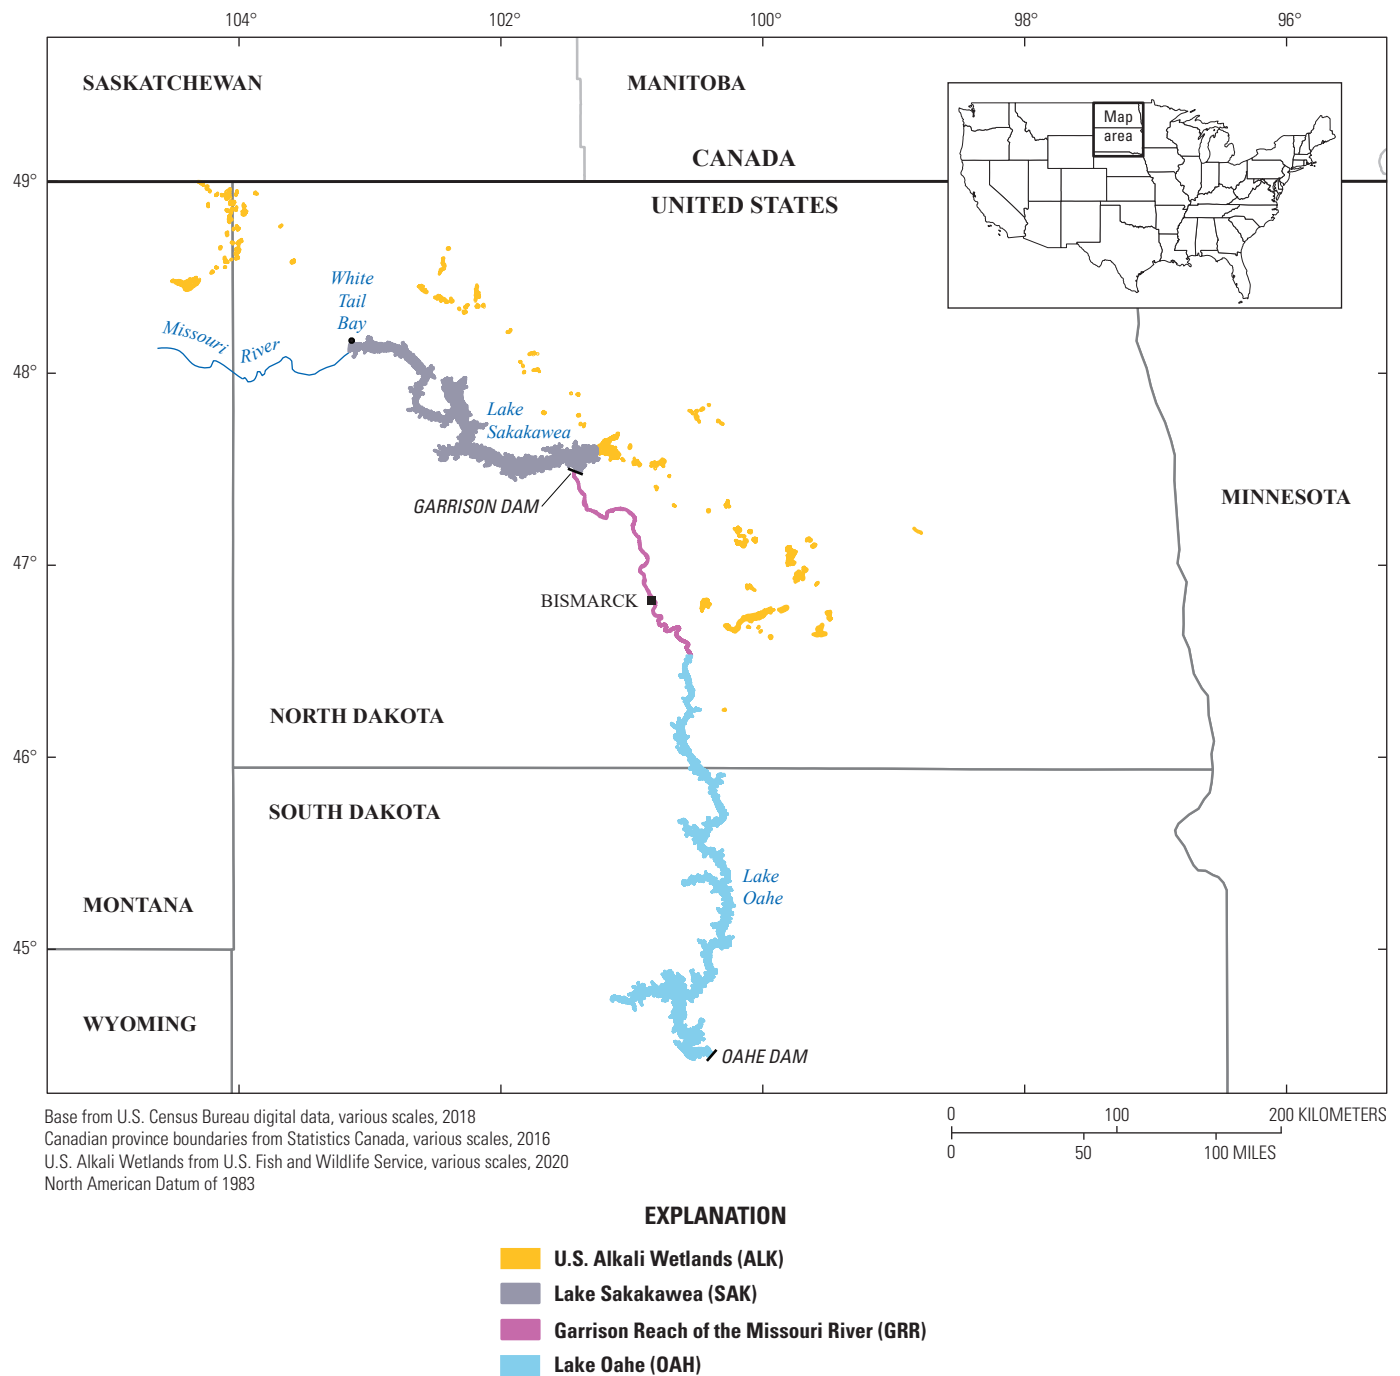 104°
102°
100°
98°
96°
SASKATCHEWAN
MANITOBA
CANADA
Map
area
49°
UNITED STATES
White
Tail
Bay
Missouri
River
48°
Lake
Sakakawea
GARRISON DAM
MINNESOTA
47°
BISMARCK
NORTH DAKOTA
46°
SOUTH DAKOTA
Lake
Oahe
MONTANA
45°
WYOMING
OAHE DAM
Base from U.S. Census Bureau digital data, various scales, 2018
Canadian province boundaries from Statistics Canada, various scales, 2016
U.S. Alkali Wetlands from U.S. Fish and Wildlife Service, various scales, 2020
North American Datum of 1983
0 100 200 KILOMETERS
0 50 100 MILES
EXPLANATION
U.S. Alkali Wetlands (ALK)
Lake Sakakawea (SAK)
Garrison Reach of the Missouri River (GRR)
Lake Oahe (OAH)